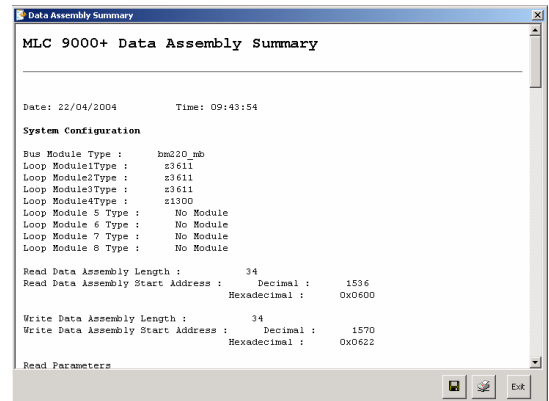 Data Assembly Summary
MLC 9000+ Data Assembly Summary
Date: 22/04/2004 Time: 09:43:54
System Configuration
Bus Module Type : bm220_mb
Loop Module1Type : z3611
Loop Module2Type : z3611
Loop Module3Type : z3611
Loop Module4Type : z1300
Loop Module 5 Type : No Module
Loop Module 6 Type : No Module
Loop Module 7 Type : No Module
Loop Module 8 Type : No Module
Read Data Assembly Length : 34
Read Data Assembly Start Address : Decimal : 1536
Hexadecimal : 0x0600
Write Data Assembly Length : 34
Write Data Assembly Start Address : Decimal : 1570
Hexadecimal : 0x0622
Read Parameters
Exit